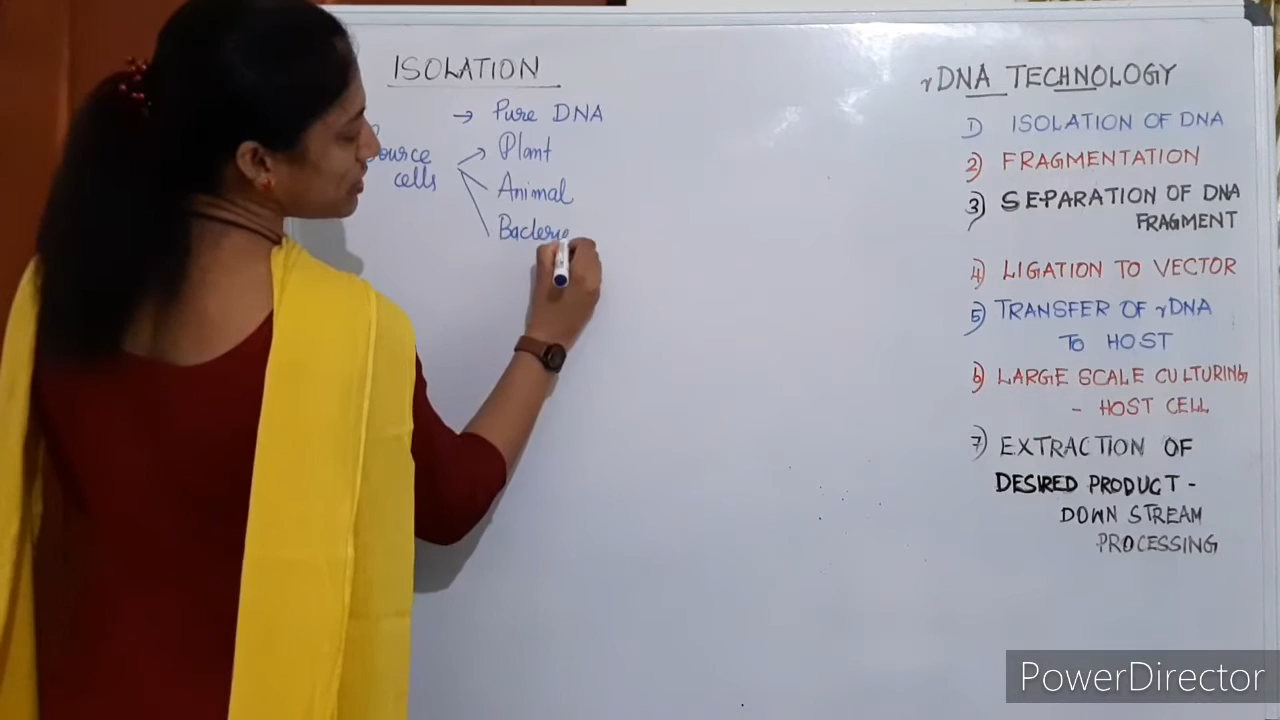 ISOLATION
→ Pure DNA
Source
cells
Plant
Animal
Bacteria
rDNA TECHNOLOGY
1) ISOLATION OF DNA
2) FRAGMENTATION
3) SEPARATION OF DNA
FRAGMENT
4) LIGATION TO VECTOR
5) TRANSFER OF rDNA
TO HOST
6) LARGE SCALE CULTURING
- HOST CELL
7) EXTRACTION OF
DESIRED PRODUCT -
DOWN STREAM
PROCESSING
PowerDirector